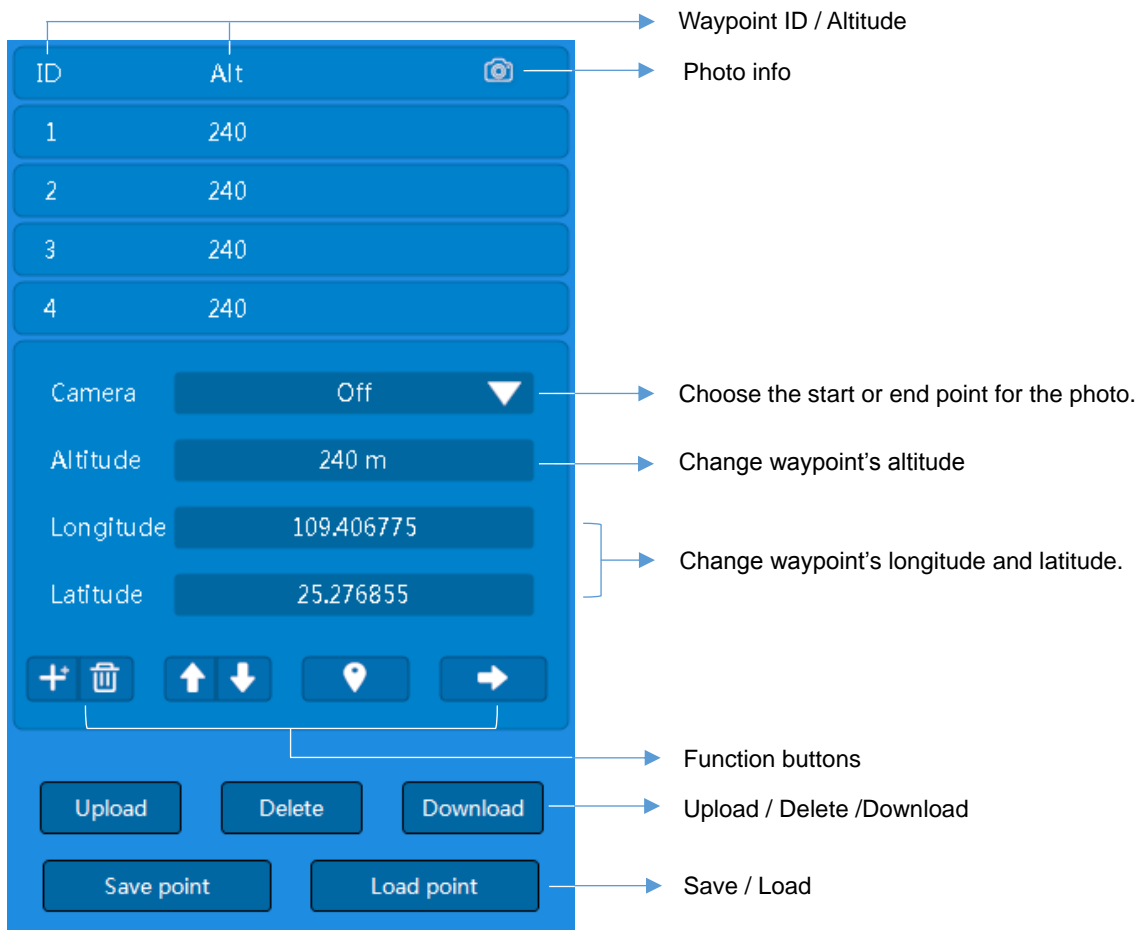 Waypoint ID / Altitude
ID Alt
Photo info
1 240
2 240
3 240
4 240
Camera Off
Choose the start or end point for the photo.
Altitude 240 m
Change waypoint’s altitude
Longitude 109.406775
Change waypoint’s longitude and latitude.
Latitude 25.276855
Function buttons
Upload Delete Download
Upload / Delete /Download
Save point Load point
Save / Load